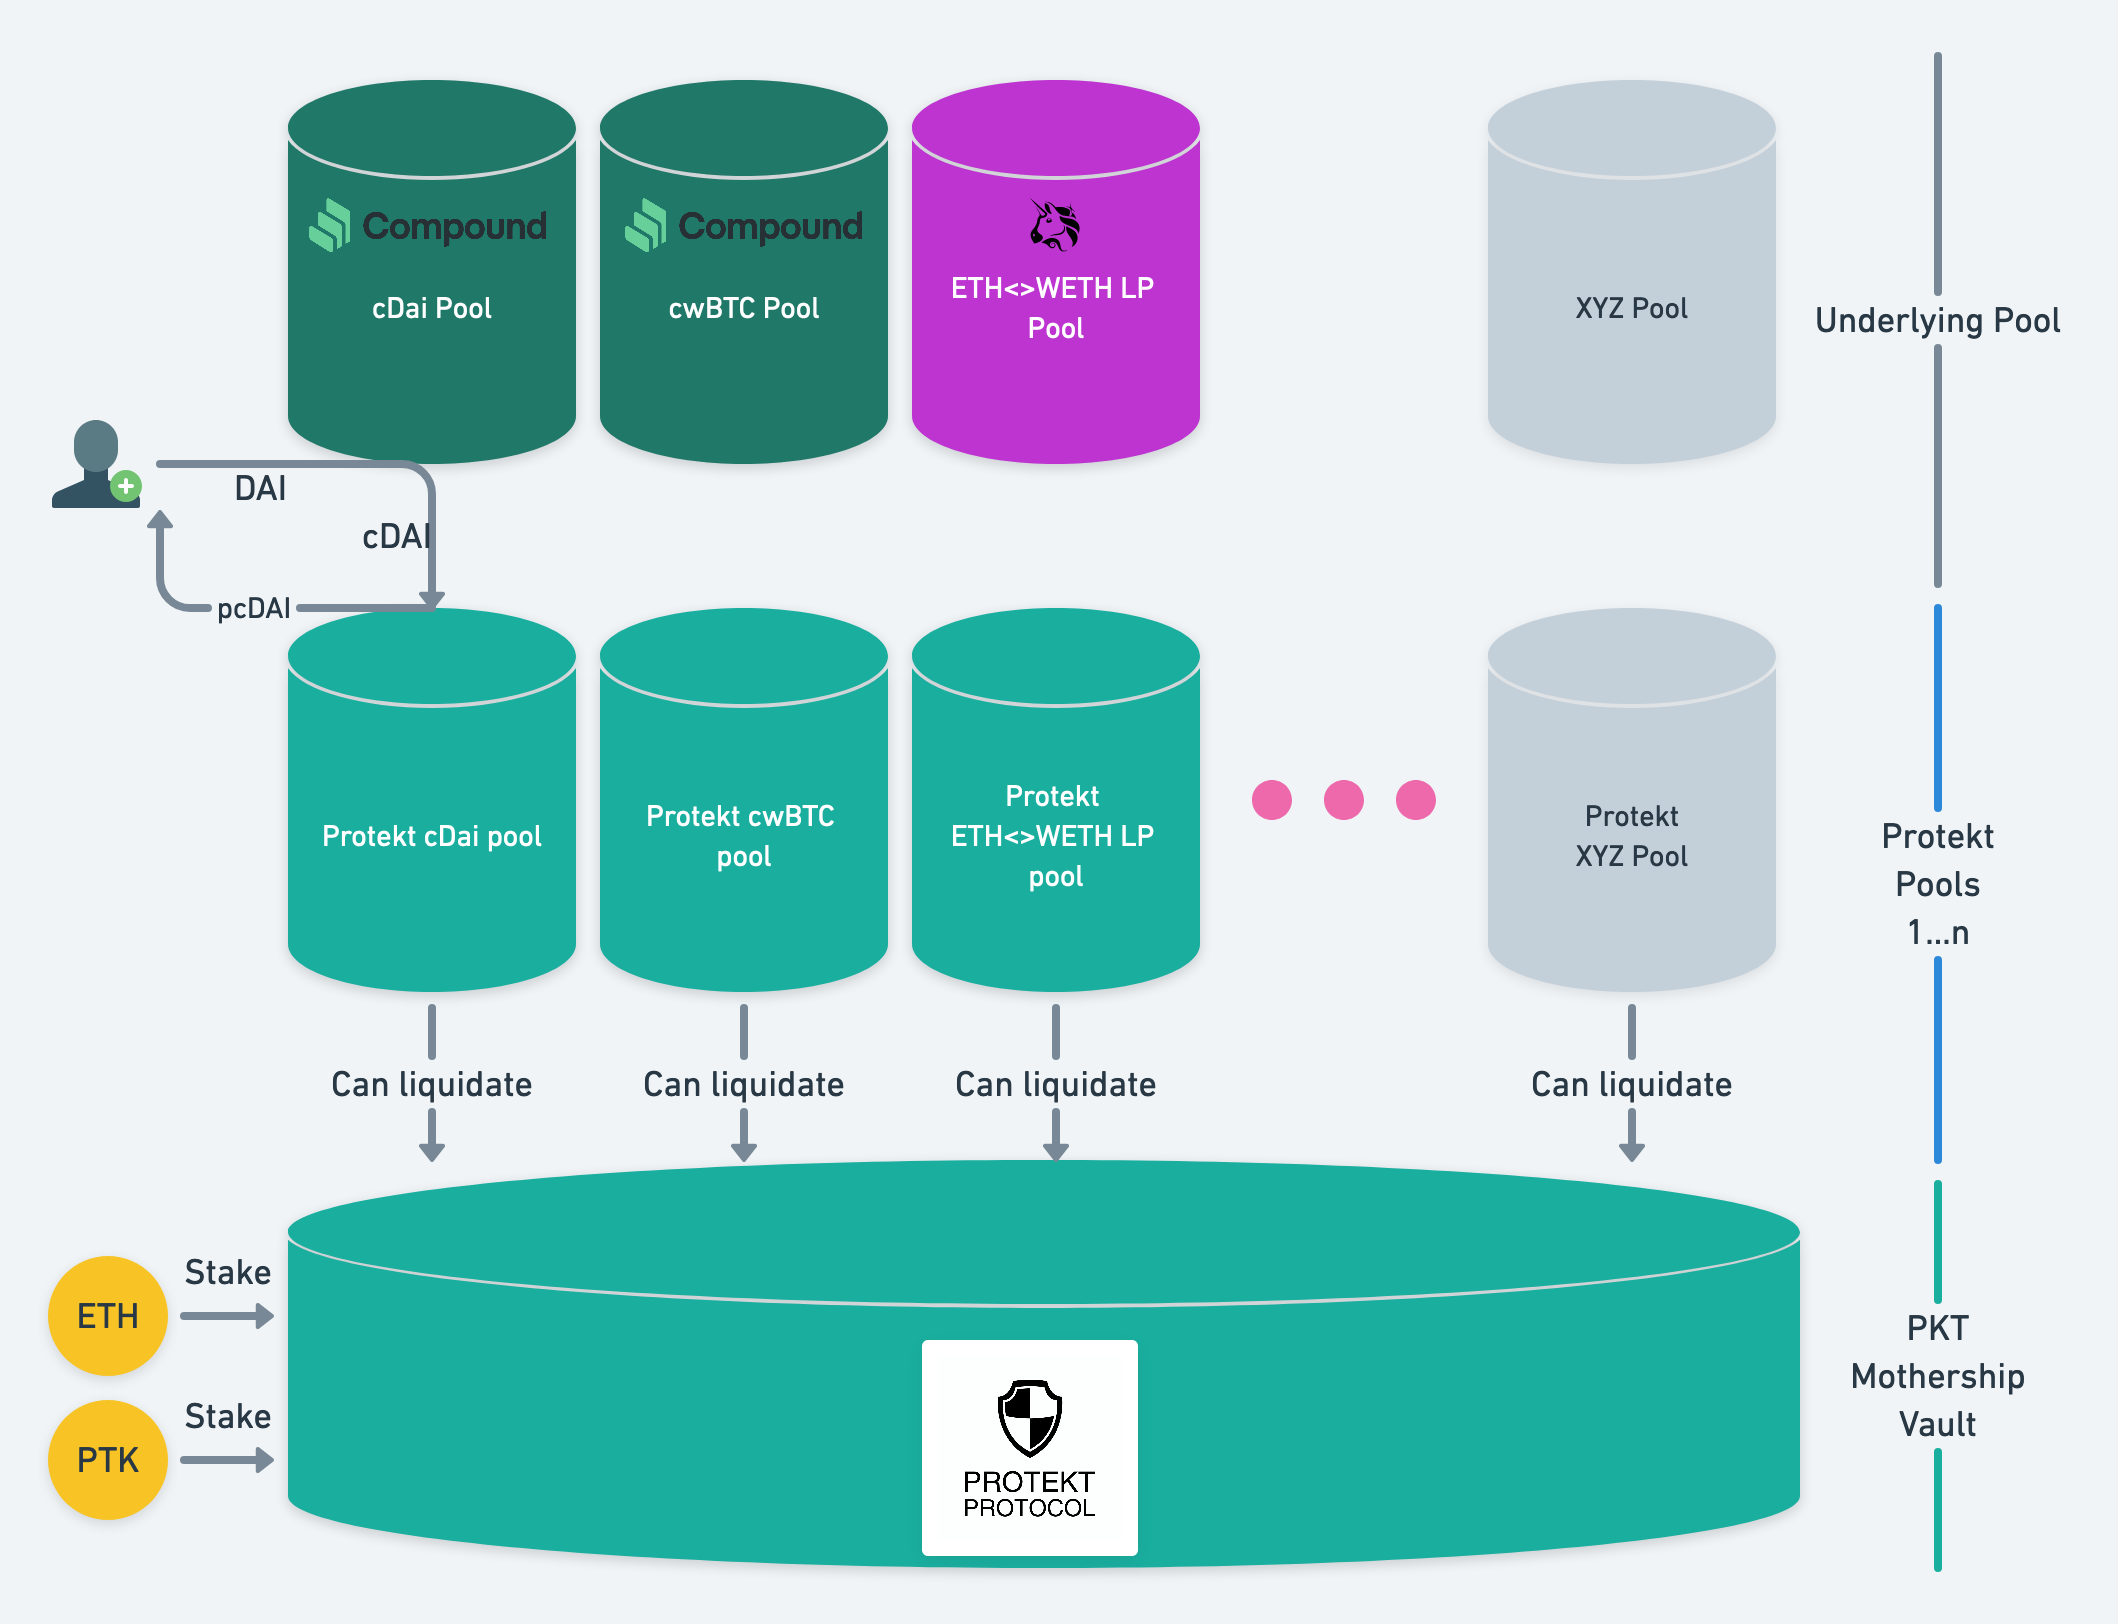 Compound
cDai Pool
Compound
cwBTC Pool
ETH<>WETH LP
Pool
XYZ Pool
Underlying Pool
DAI
cDAI
pcDAI
Protekt cDai pool
Protekt cwBTC
pool
Protekt
ETH<>WETH LP
pool
Protekt
XYZ Pool
Protekt
Pools
1...n
Can liquidate
Can liquidate
Can liquidate
Can liquidate
ETH
Stake
PTK
Stake
PROTEKT
PROTOCOL
PKT
Mothership
Vault